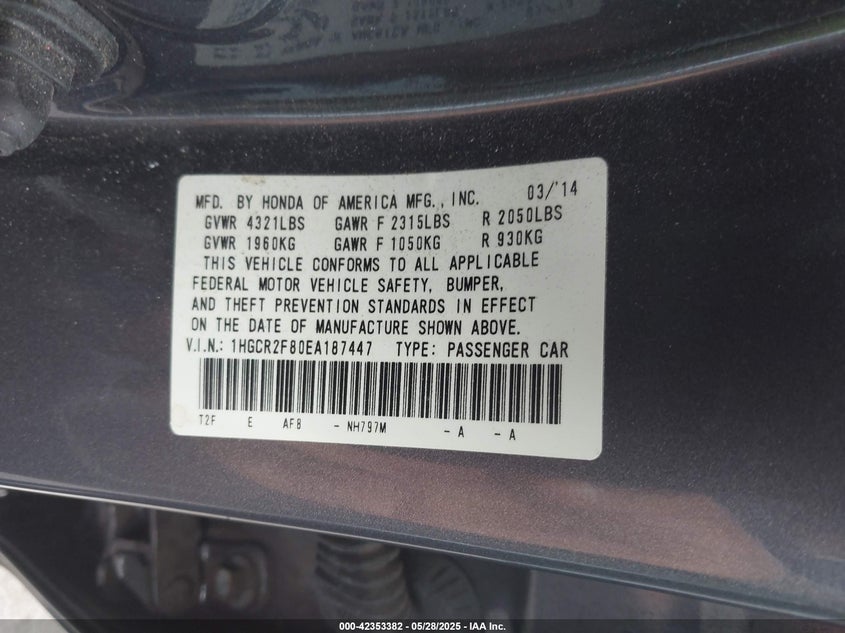 MFD. BY HONDA OF AMERICA MFG., INC. 03/'14
GVWR 4321LBS GAWR F 2315LBS R 2050LBS
GVWR 1960KG GAWR F 1050KG R 930KG
THIS VEHICLE CONFORMS TO ALL APPLICABLE
FEDERAL MOTOR VEHICLE SAFETY, BUMPER,
AND THEFT PREVENTION STANDARDS IN EFFECT
ON THE DATE OF MANUFACTURE SHOWN ABOVE.
V.I.N.: 1HGCR2F80EA187447 TYPE: PASSENGER CAR
T2F E AF8 - NH797M - A - A
000-42353382 — 05/28/2025 — IAA Inc.